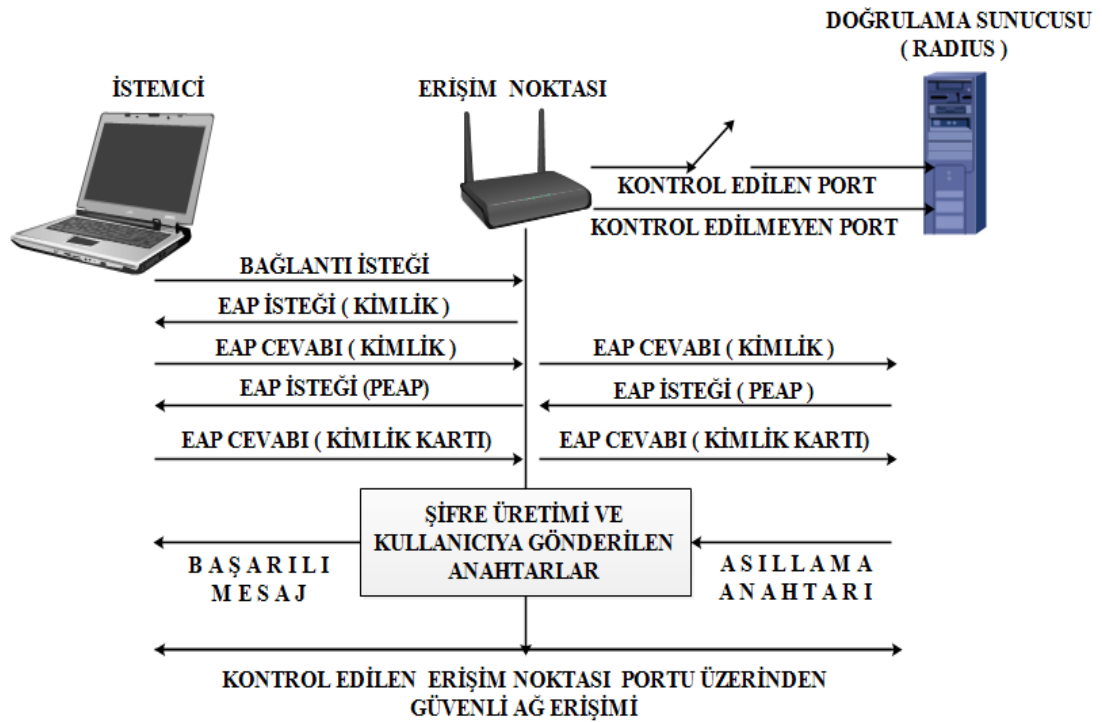 DOĞRULAMA SUNUCUSU
( RADIUS )
İSTEMCİ
ERİŞİM NOKTASI
KONTROL EDİLEN PORT
KONTROL EDİLMEYEN PORT
BAĞLANTI İSTEĞİ
EAP İSTEĞİ ( KİMLİK )
EAP CEVABI ( KİMLİK )
EAP CEVABI ( KİMLİK )
EAP İSTEĞİ (PEAP)
EAP İSTEĞİ ( PEAP )
EAP CEVABI ( KİMLİK KARTI)
EAP CEVABI ( KİMLİK KARTI)
ŞİFRE ÜRETİMİ VE
KULLANICIYA GÖNDERİLEN
ANAHTARLAR
B A Ş A R I L I
M E S A J
A S I L L A M A
A N A H T A R I
KONTROL EDİLEN ERİŞİM NOKTASI PORTU ÜZERİNDEN
GÜVENLİ AĞ ERİŞİMİ